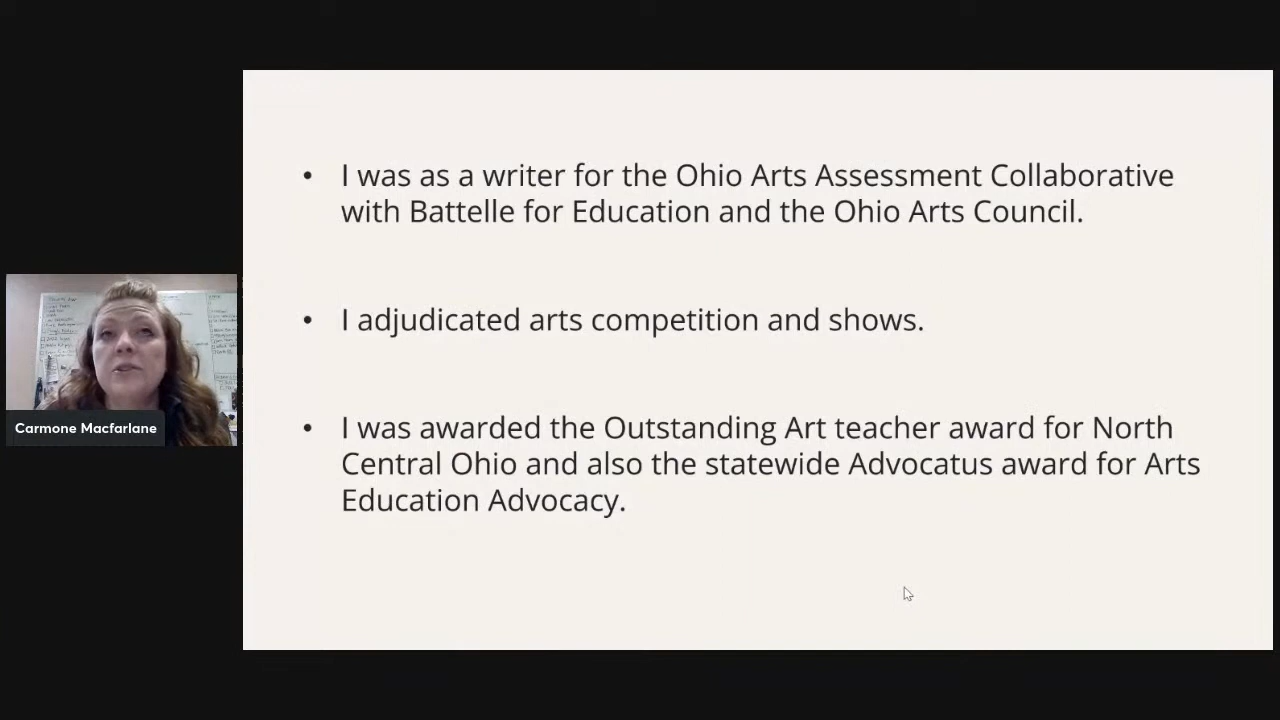 • I was as a writer for the Ohio Arts Assessment Collaborative
with Battelle for Education and the Ohio Arts Council.
• I adjudicated arts competition and shows.
Carmone Macfarlane
• I was awarded the Outstanding Art teacher award for North
Central Ohio and also the statewide Advocatus award for Arts
Education Advocacy.